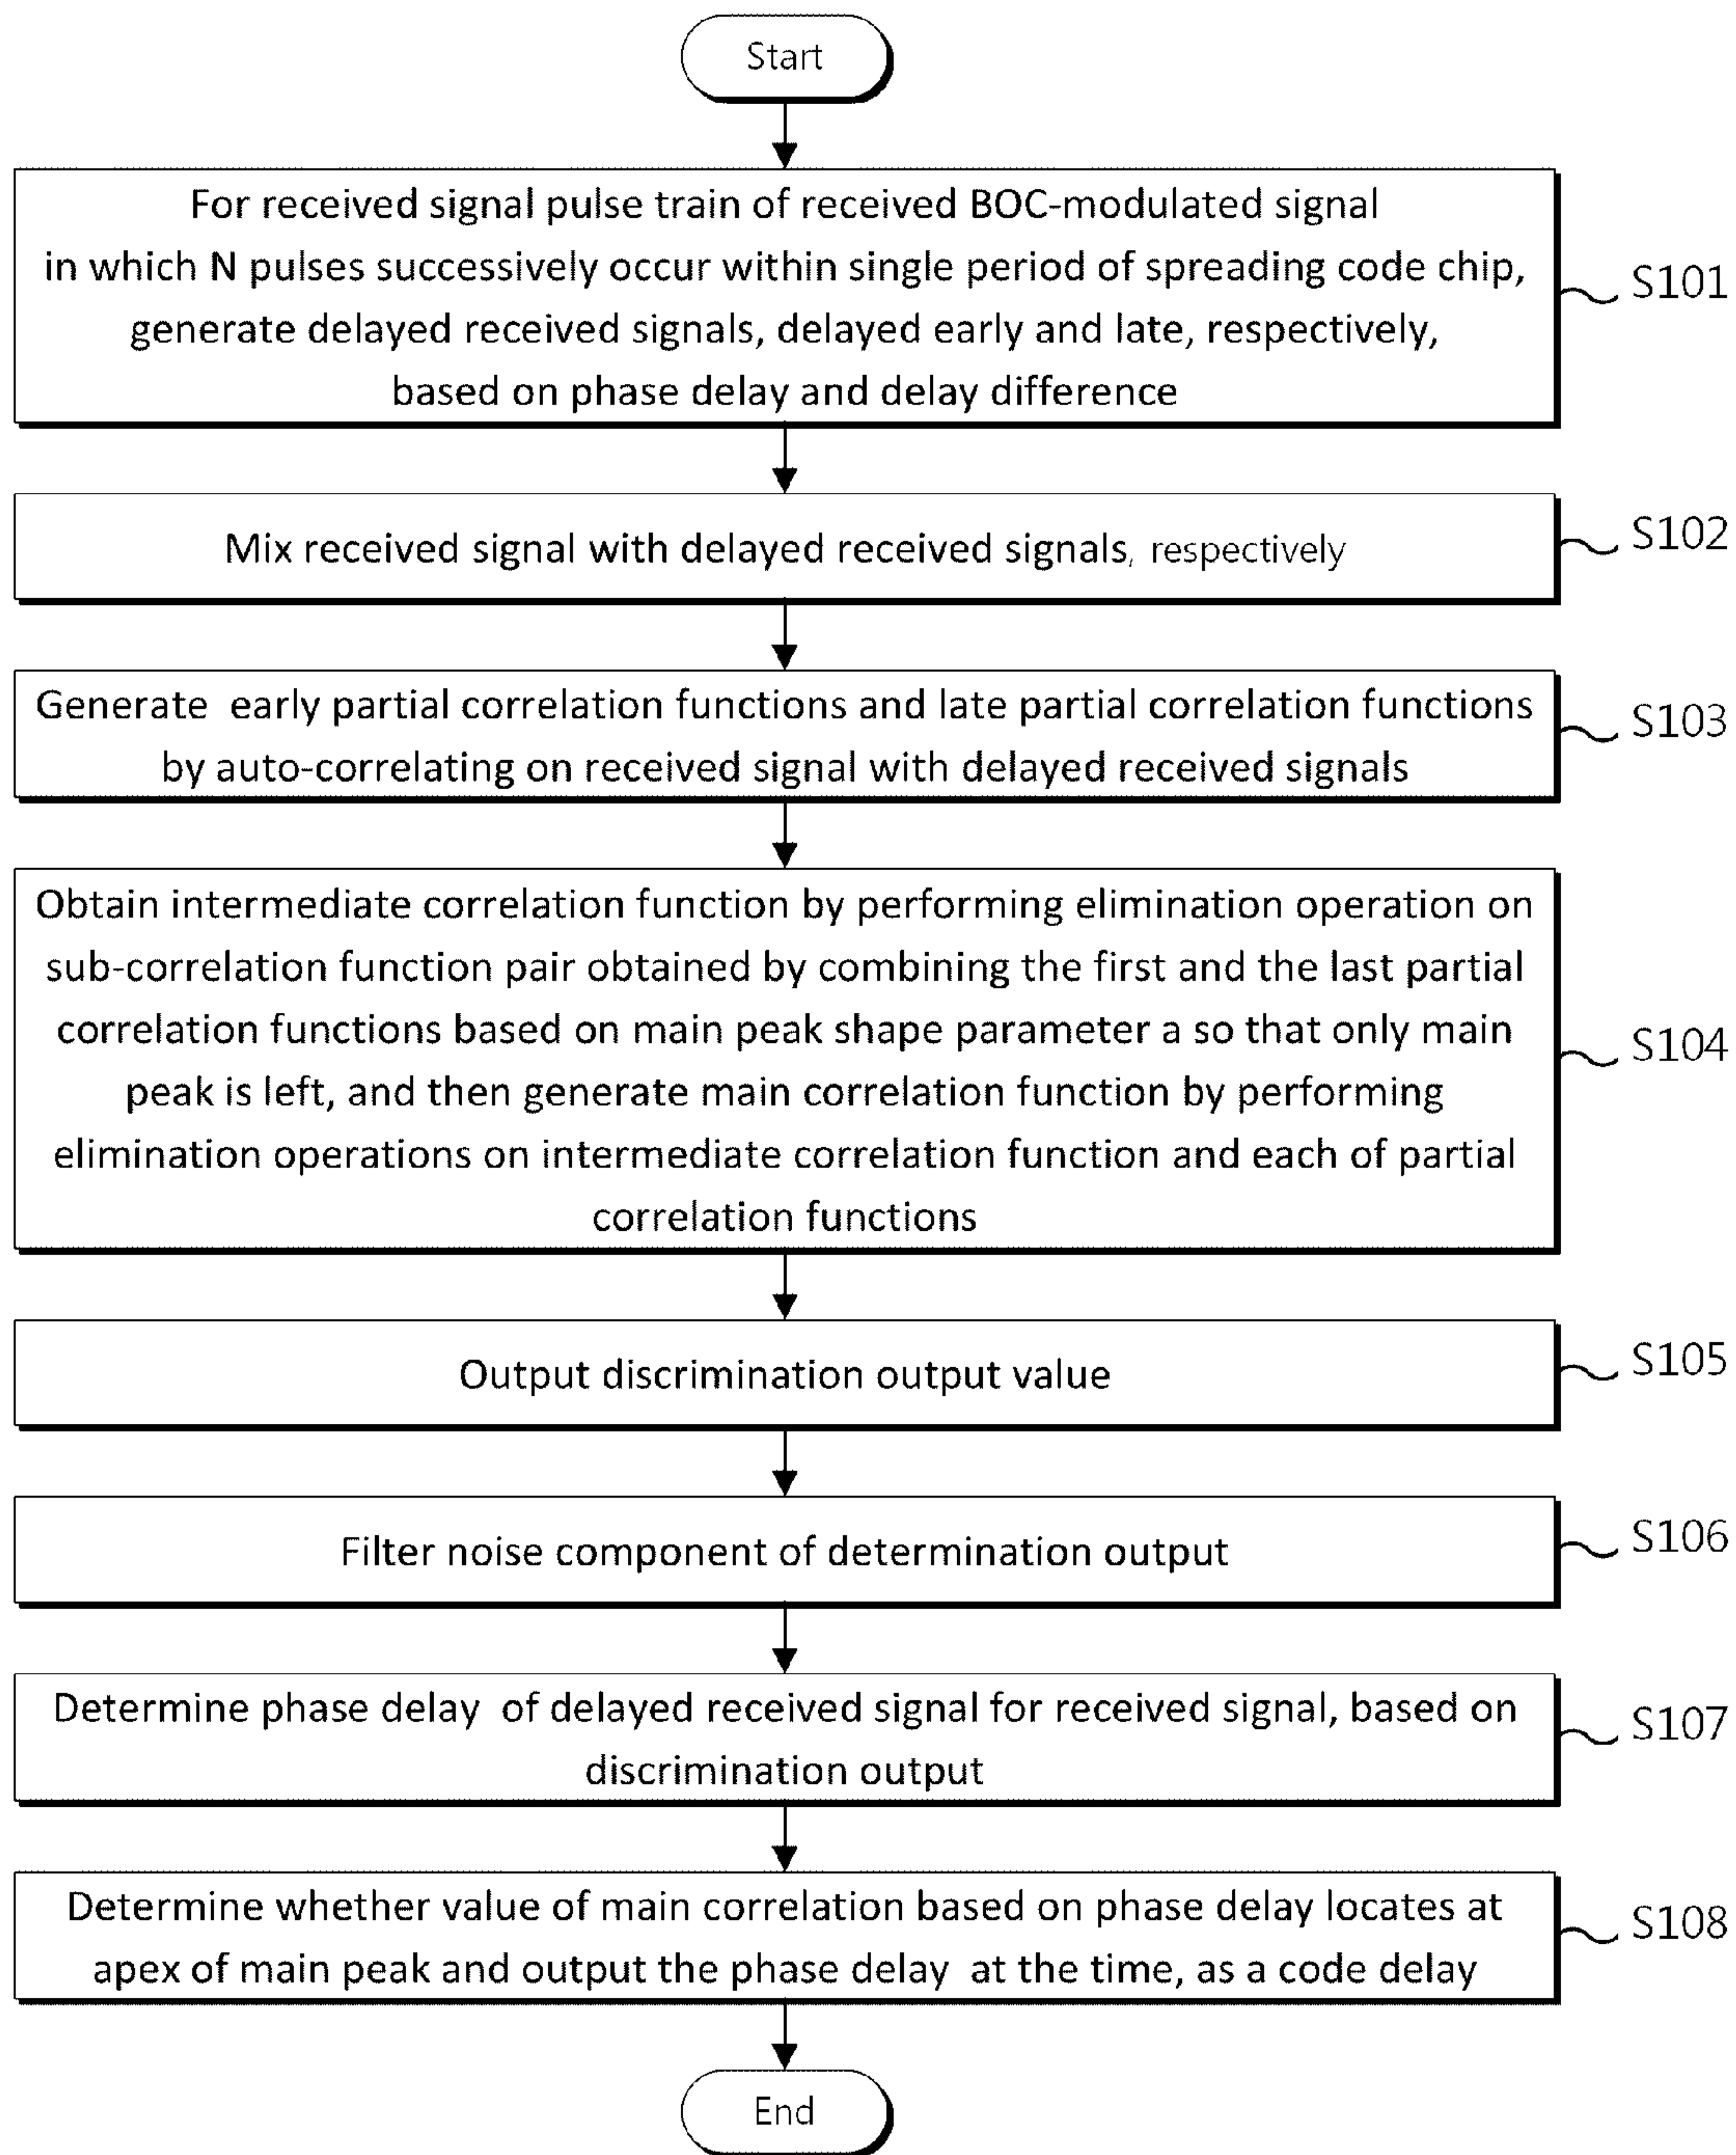 Start
For received signal pulse train of received BOC-modulated signal
in which N pulses successively occur within single period of spreading code chip,
generate delayed received signals, delayed early and late, respectively,
based on phase delay and delay difference
S101
Mix received signal with delayed received signals, respectively
S102
Generate early partial correlation functions and late partial correlation functions
by auto-correlating on received signal with delayed received signals
S103
Obtain intermediate correlation function by performing elimination operation on
sub-correlation function pair obtained by combining the first and the last partial
correlation functions based on main peak shape parameter a so that only main
peak is left, and then generate main correlation function by performing
elimination operations on intermediate correlation function and each of partial
correlation functions
S104
Output discrimination output value
S105
Filter noise component of determination output
S106
Determine phase delay of delayed received signal for received signal, based on
discrimination output
S107
Determine whether value of main correlation based on phase delay locates at
apex of main peak and output the phase delay at the time, as a code delay
S108
End